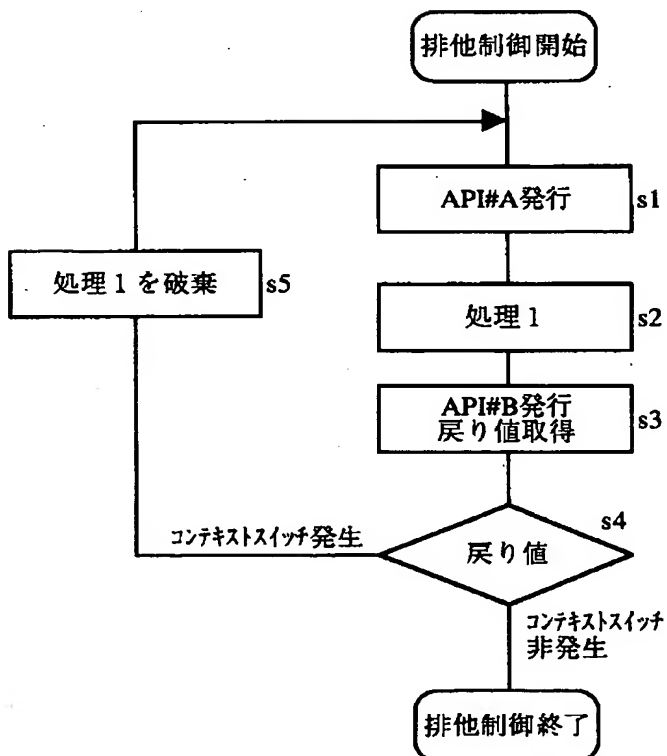 排他制御開始
API#A発行 s1
処理1を破棄 s5
処理1 s2
API#B発行
戻り値取得 s3
s4
コンテキストスイッチ発生
戻り値
コンテキストスイッチ
非発生
排他制御終了